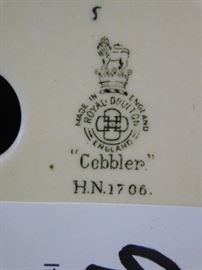 5
MADE IN ENGLAND
ROYAL DOULTON
ENGLAND
"Cobbler."
H.N.1706.